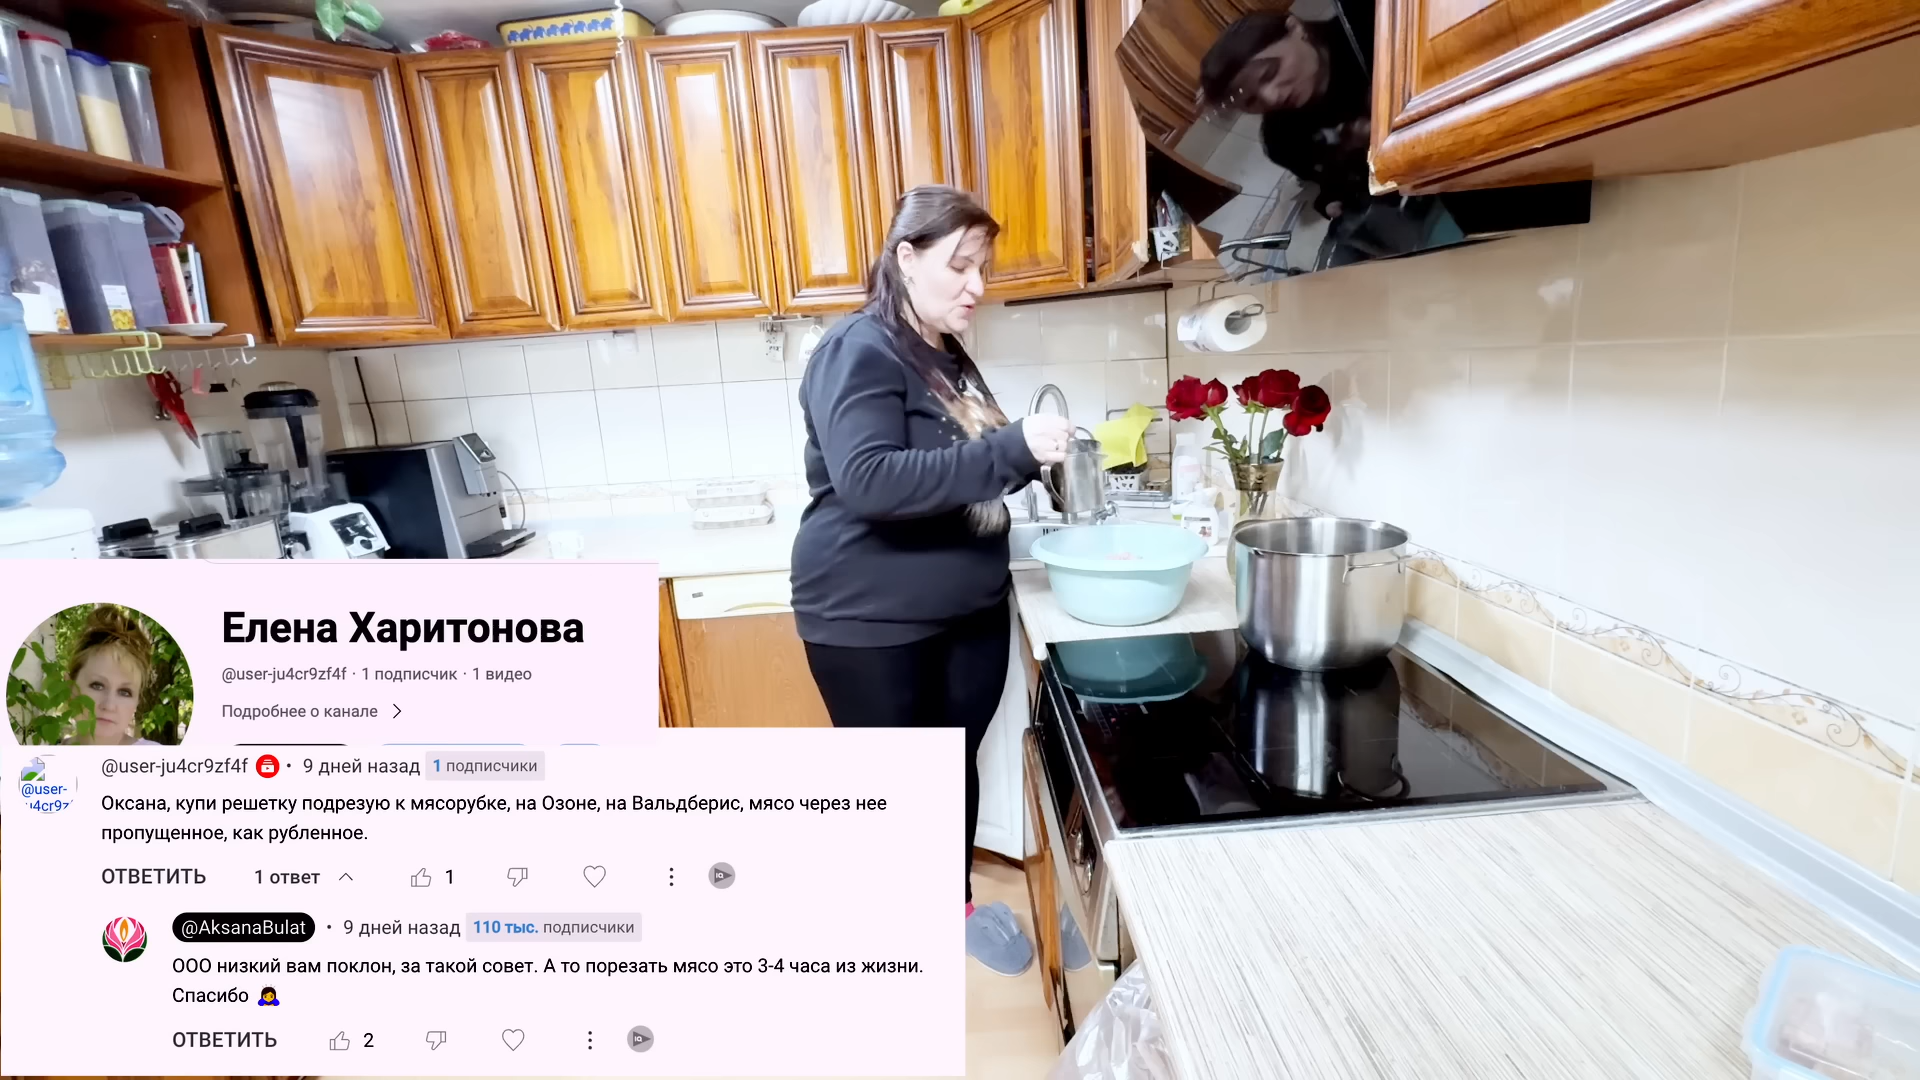 Елена Харитонова
@user-ju4cr9zf4f · 1 подписчик · 1 видео
Подробнее о канале
@user-ju4cr9zf4f • 9 дней назад 1 подписчики
@user-
Оксана, купи решетку подрезую к мясорубке, на Озоне, на Вальдберис, мясо через нее
пропущенное, как рубленное.
ОТВЕТИТЬ 1 ответ 1
@AksanaBulat • 9 дней назад 110 тыс. подписчики
ООО низкий вам поклон, за такой совет. А то порезать мясо это 3-4 часа из жизни.
Спасибо
ОТВЕТИТЬ 2